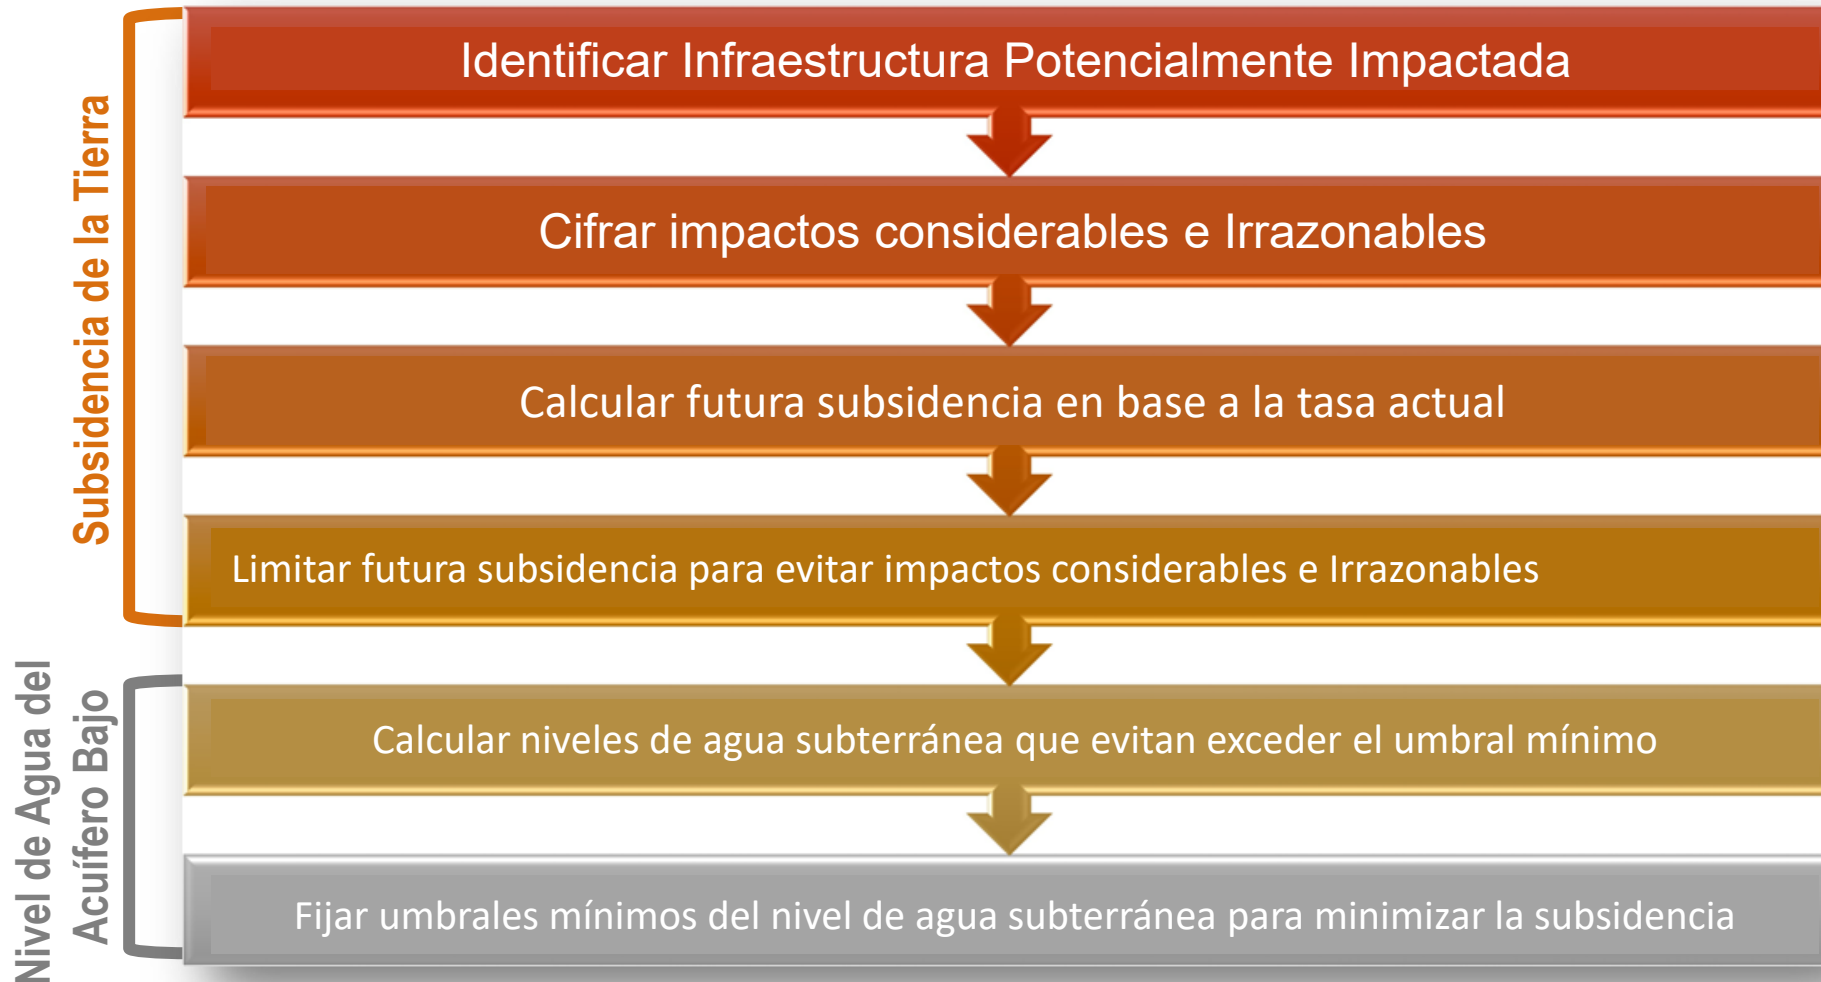 Subsidencia de la Tierra
Identificar Infraestructura Potencialmente Impactada
Cifrar impactos considerables e Irrazonables
Calcular futura subsidencia en base a la tasa actual
Limitar futura subsidencia para evitar impactos considerables e Irrazonables
Nivel de Agua del
Acuífero Bajo
Calcular niveles de agua subterránea que evitan exceder el umbral mínimo
Fijar umbrales mínimos del nivel de agua subterránea para minimizar la subsidencia